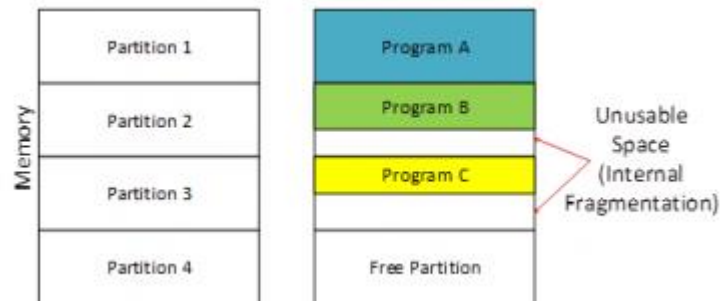 Memory
Partition 1
Partition 2
Partition 3
Partition 4
Program A
Program B
Program C
Free Partition
Unusable
Space
(Internal
Fragmentation)